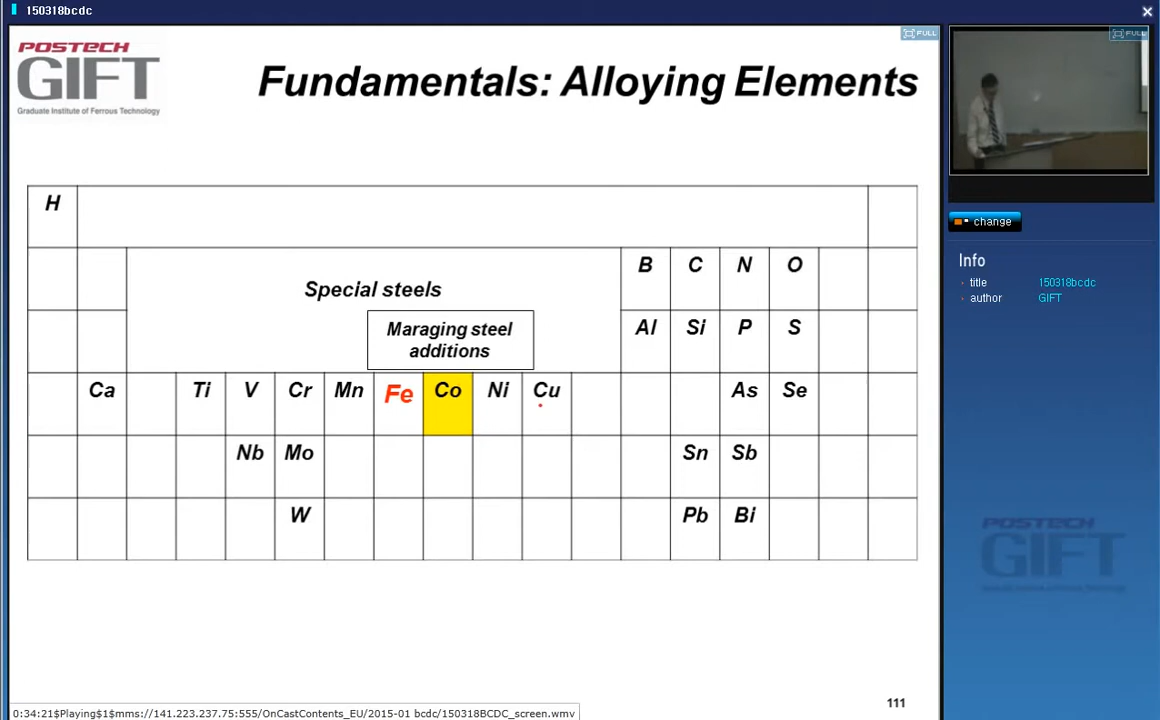 150318bcdc
POSTECH
GIFT
Graduate Institute of Ferrous Technology
Fundamentals: Alloying Elements
FULL
FULL
change
Info
title 150318bcdc
author GIFT
H
Special steels
B C N O
Maraging steel
additions
Al Si P S
Ca Ti V Cr Mn Fe Co Ni Cu As Se
Nb Mo Sn Sb
W Pb Bi
POSTECH
GIFT
111
0:34:21$Playing$1$mms://141.223.237.75:555/OnCastContents_EU/2015-01 bcdc/150318BCDC_screen.wmv